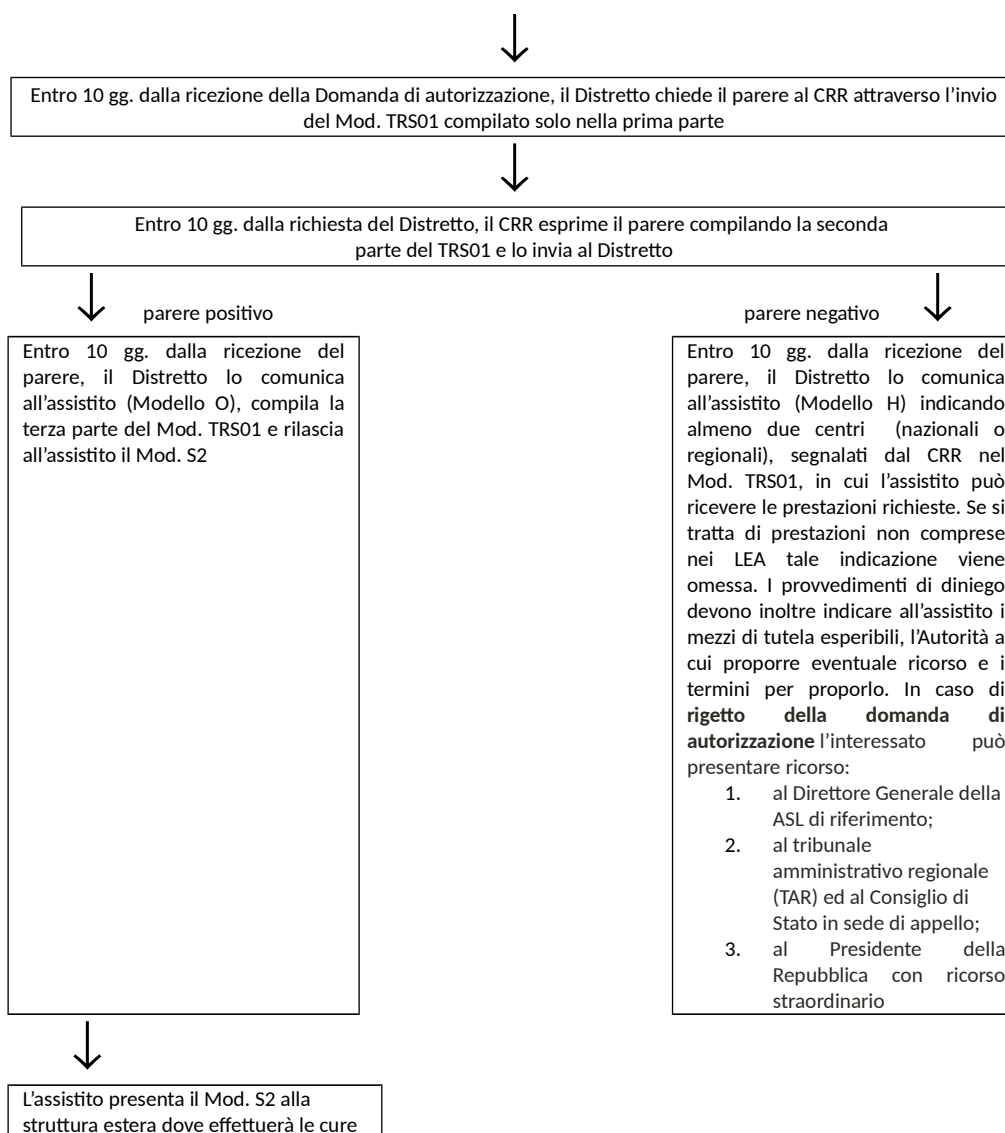 Entro 10 gg. dalla ricezione della Domanda di autorizzazione, il Distretto chiede il parere al CRR attraverso l’invio
del Mod. TRS01 compilato solo nella prima parte
Entro 10 gg. dalla richiesta del Distretto, il CRR esprime il parere compilando la seconda
parte del TRS01 e lo invia al Distretto
parere positivo
Entro 10 gg. dalla ricezione del
parere, il Distretto lo comunica
all’assistito (Modello O), compila la
terza parte del Mod. TRS01 e rilascia
all’assistito il Mod. S2
parere negativo
Entro 10 gg. dalla ricezione del
parere, il Distretto lo comunica
all’assistito (Modello H) indicando
almeno due centri (nazionali o
regionali), segnalati dal CRR nel
Mod. TRS01, in cui l’assistito può
ricevere le prestazioni richieste. Se si
tratta di prestazioni non comprese
nei LEA tale indicazione viene
omessa. I provvedimenti di diniego
devono inoltre indicare all’assistito i
mezzi di tutela esperibili, l’Autorità a
cui proporre eventuale ricorso e i
termini per proporlo. In caso di
rigetto della domanda di
autorizzazione l’interessato può
presentare ricorso:
1. al Direttore Generale della
ASL di riferimento;
2. al tribunale
amministrativo regionale
(TAR) ed al Consiglio di
Stato in sede di appello;
3. al Presidente della
Repubblica con ricorso
straordinario
L’assistito presenta il Mod. S2 alla
struttura estera dove effettuerà le cure